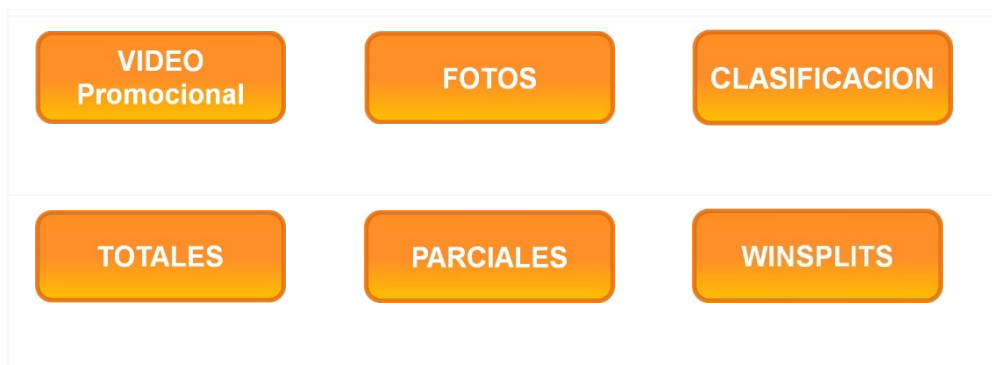 VIDEO
Promocional
FOTOS
CLASIFICACION
TOTALES
PARCIALES
WINSPLITS